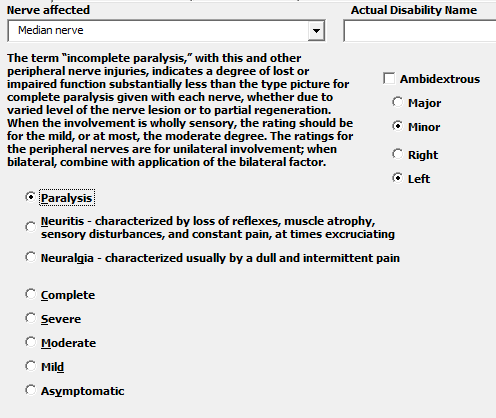 Nerve affected
Actual Disability Name
Median nerve
The term “incomplete paralysis,” with this and other
peripheral nerve injuries, indicates a degree of lost or
impaired function substantially less than the type picture for
complete paralysis given with each nerve, whether due to
varied level of the nerve lesion or to partial regeneration.
When the involvement is wholly sensory, the rating should be
for the mild, or at most, the moderate degree. The ratings for
the peripheral nerves are for unilateral involvement; when
bilateral, combine with application of the bilateral factor.
Ambidextrous
Major
Minor
Right
Left
Paralysis
Neuritis - characterized by loss of reflexes, muscle atrophy,
sensory disturbances, and constant pain, at times excruciating
Neuralgia - characterized usually by a dull and intermittent pain
Complete
Severe
Moderate
Mild
Asymptomatic